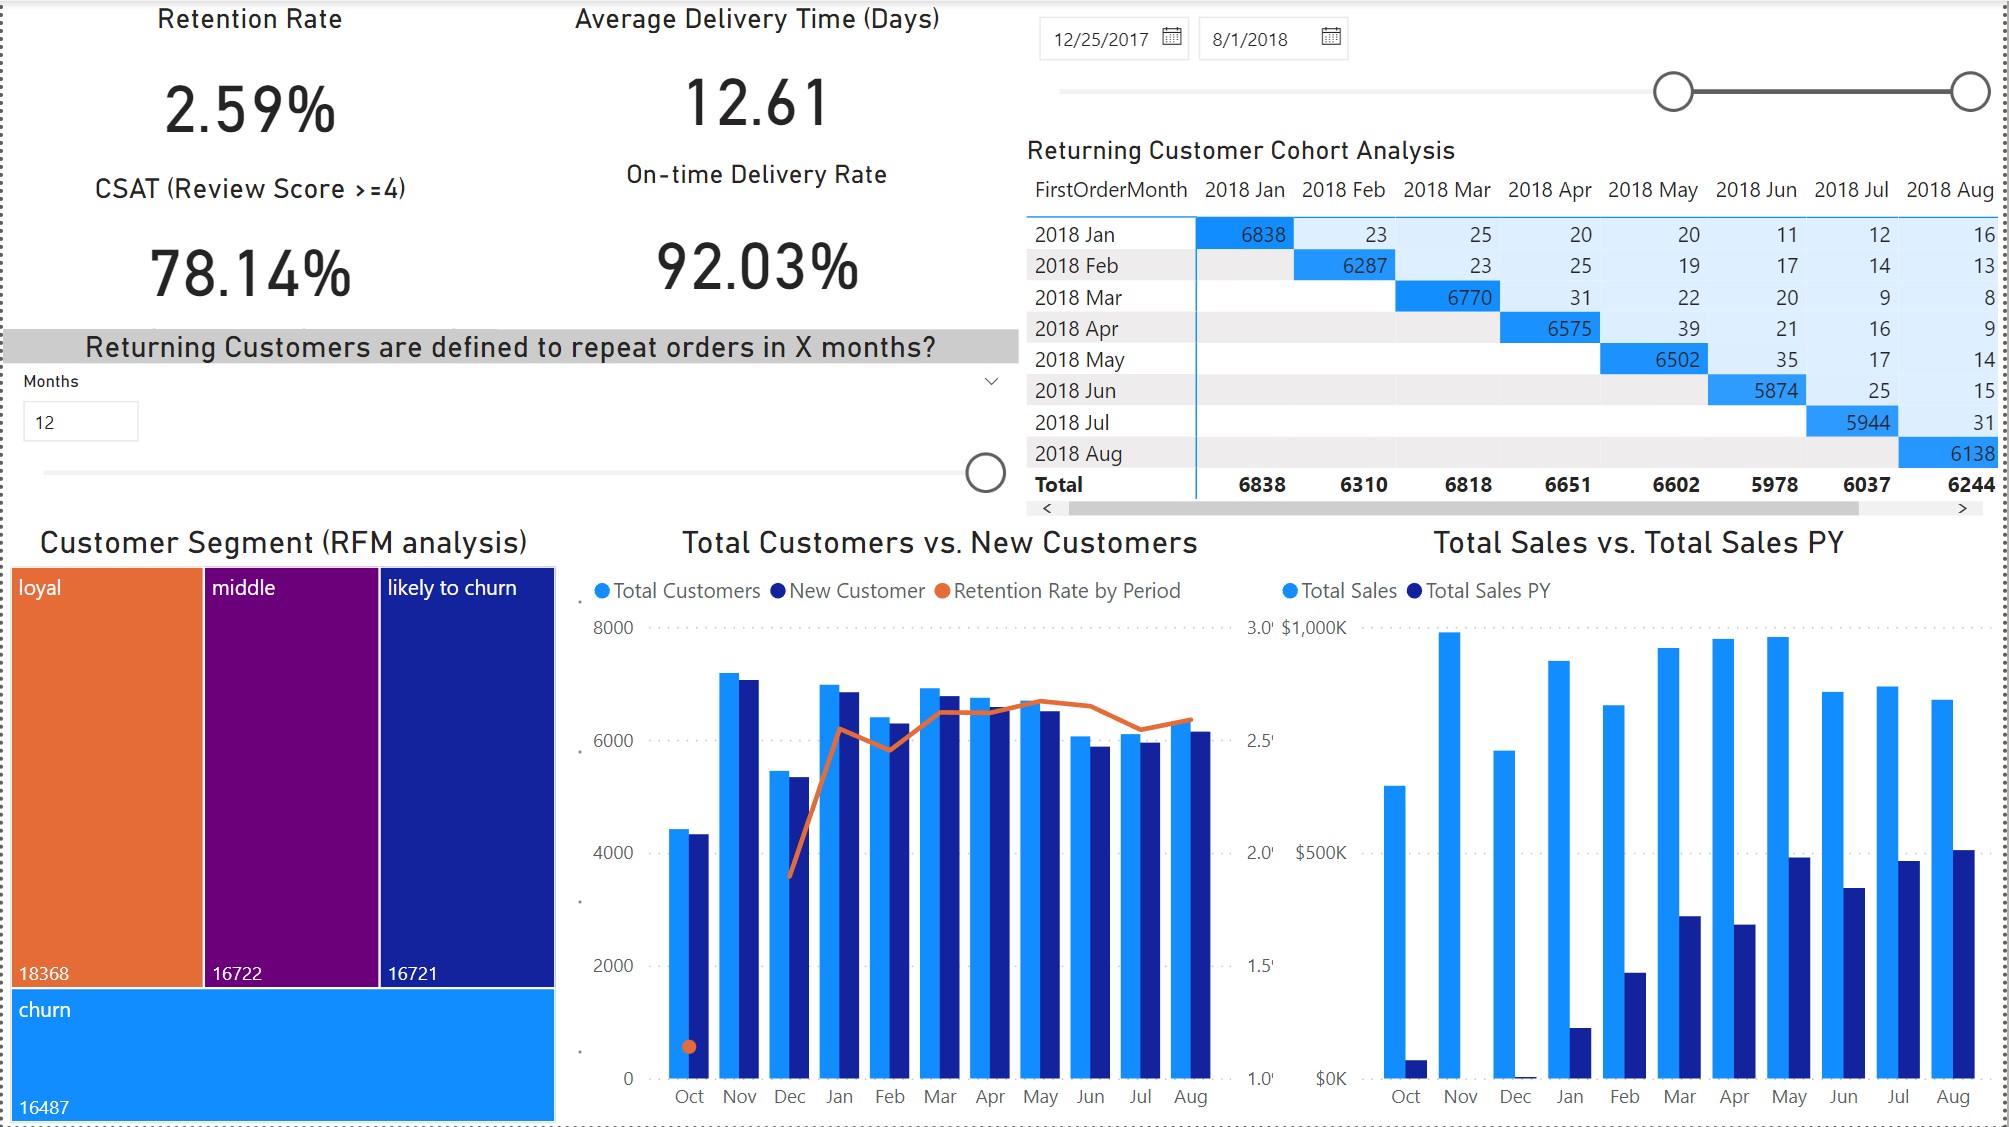 Retention Rate
2.59%
Average Delivery Time (Days)
12.61
CSAT (Review Score >=4)
78.14%
On-time Delivery Rate
92.03%
Returning Customers are defined to repeat orders in X months?
Months
12
12/25/2017 8/1/2018
Returning Customer Cohort Analysis
FirstOrderMonth 2018 Jan 2018 Feb 2018 Mar 2018 Apr 2018 May 2018 Jun 2018 Jul 2018 Aug
2018 Jan 6838 23 25 20 20 11 12 16
2018 Feb 6287 23 25 19 17 14 13
2018 Mar 6770 31 22 20 9 8
2018 Apr 6575 39 21 16 9
2018 May 6502 35 17 14
2018 Jun 5874 25 15
2018 Jul 5944 31
2018 Aug 6138
Total 6838 6310 6818 6651 6602 5978 6037 6244
Customer Segment (RFM analysis)
loyal
18368
middle
16722
likely to churn
16721
churn
16487
Total Customers vs. New Customers
Total Customers New Customer Retention Rate by Period
8000
6000
4000
2000
0
3.0
2.5
2.0
1.5
1.0
Oct Nov Dec Jan Feb Mar Apr May Jun Jul Aug
Total Sales vs. Total Sales PY
Total Sales Total Sales PY
$1,000K
$500K
$0K
Oct Nov Dec Jan Feb Mar Apr May Jun Jul Aug